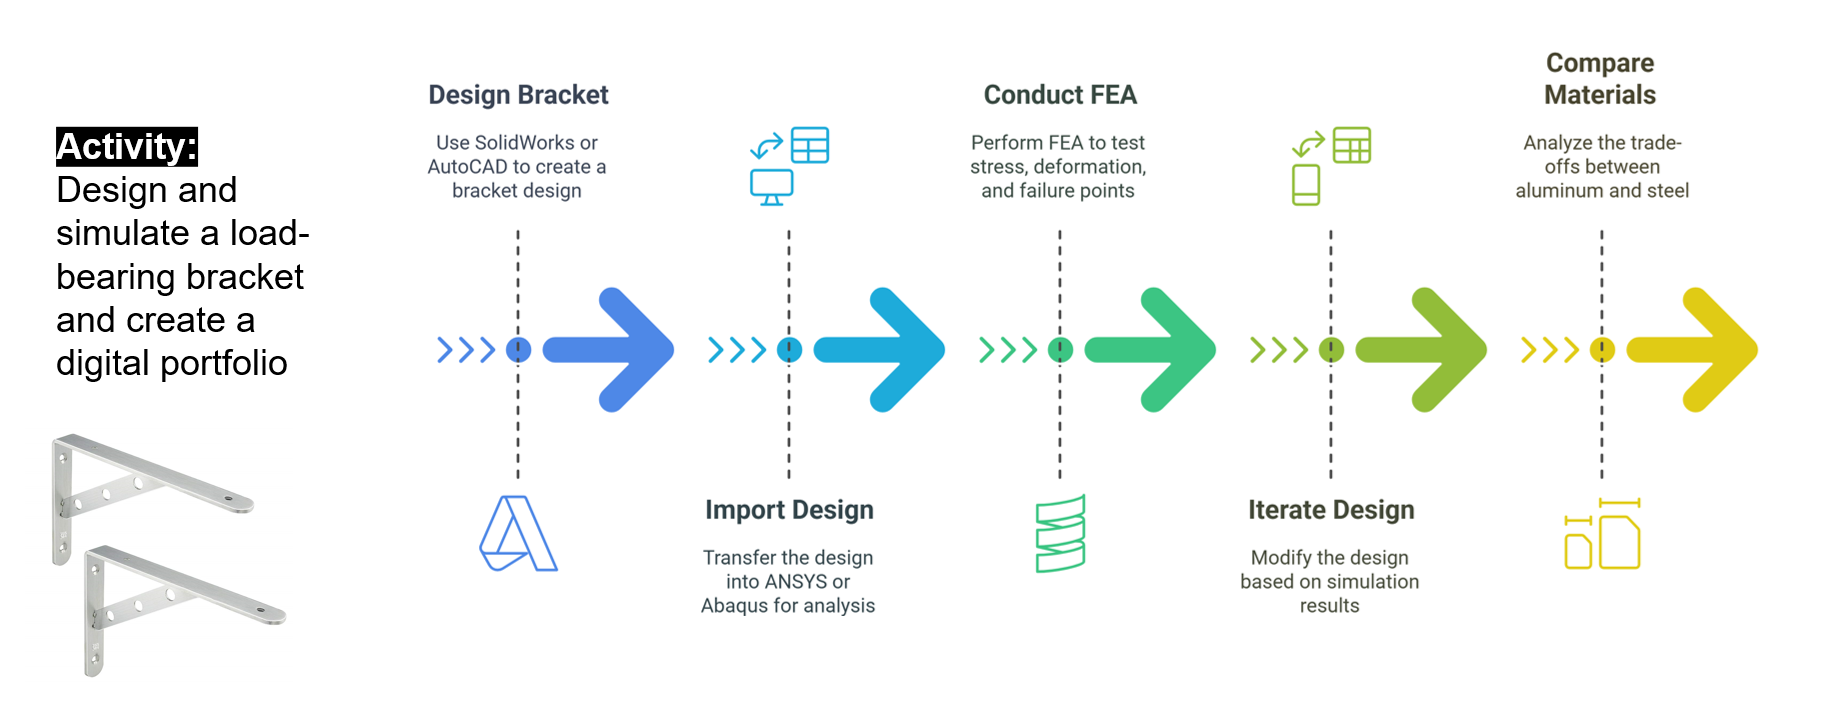 Activity:
Design and
simulate a load-
bearing bracket
and create a
digital portfolio
Design Bracket
Use SolidWorks or
AutoCAD to create a
bracket design
Import Design
Transfer the design
into ANSYS or
Abaqus for analysis
Conduct FEA
Perform FEA to test
stress, deformation,
and failure points
Iterate Design
Modify the design
based on simulation
results
Compare
Materials
Analyze the trade-
offs between
aluminum and steel